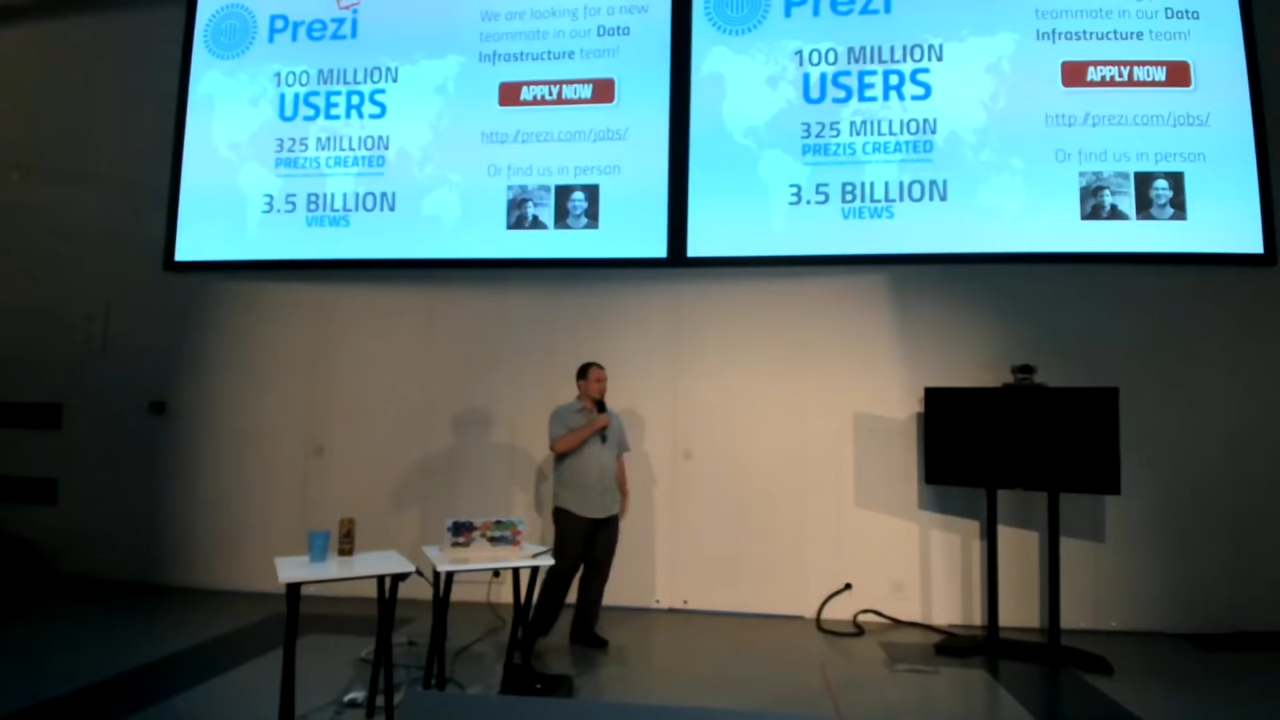 Prezi
100 MILLION
USERS
325 MILLION
PREZIS CREATED
3.5 BILLION
VIEWS
We are looking for a new
teammate in our Data
Infrastructure team!
APPLY NOW
http://prezi.com/jobs/
Or find us in person
Prezi
100 MILLION
USERS
325 MILLION
PREZIS CREATED
3.5 BILLION
VIEWS
teammate in our Data
Infrastructure team!
APPLY NOW
http://prezi.com/jobs/
Or find us in person